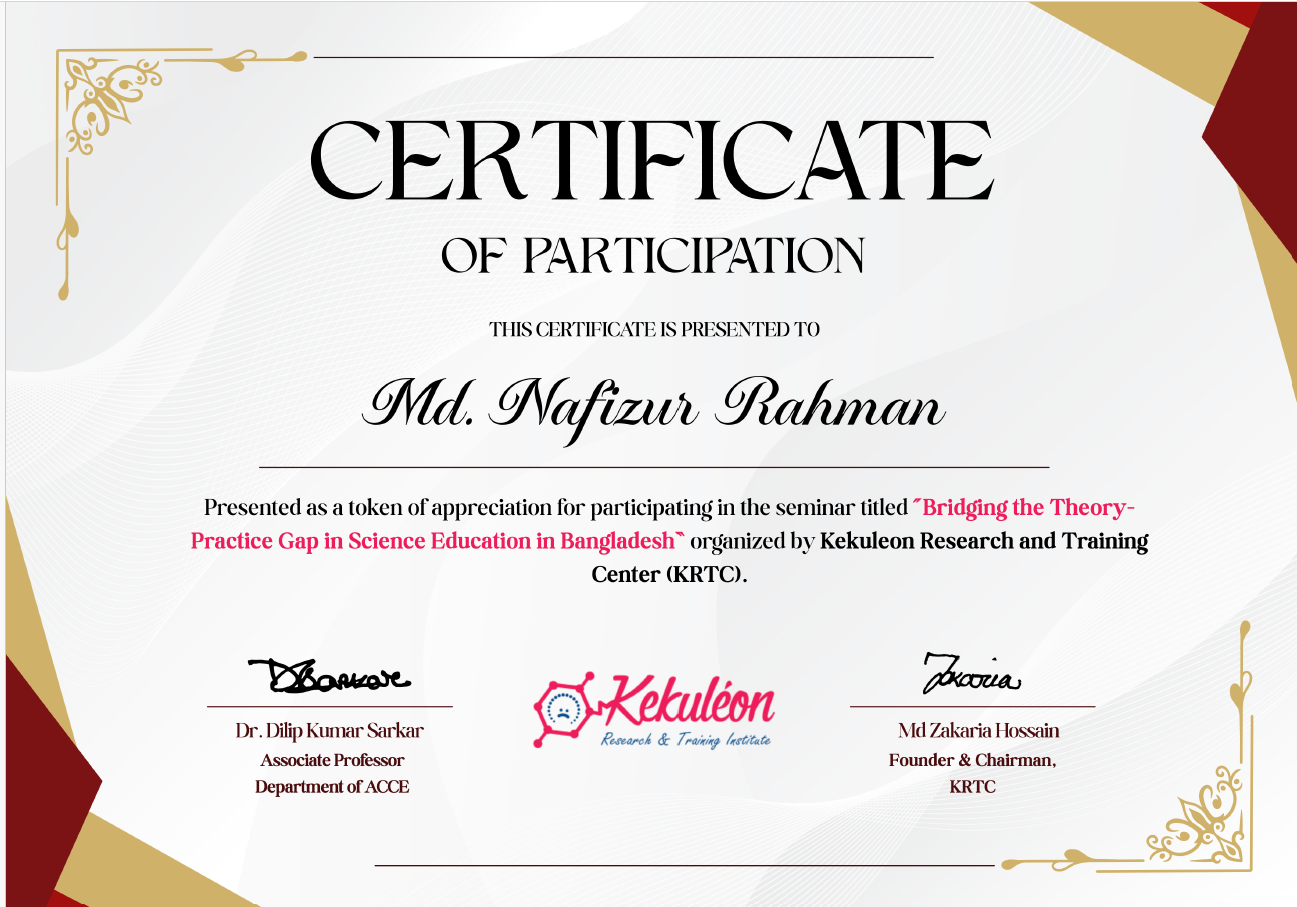 CERTIFICATE
OF PARTICIPATION
THIS CERTIFICATE IS PRESENTED TO
Md. Nafizur Rahman
Presented as a token of appreciation for participating in the seminar titled "Bridging the Theory-
Practice Gap in Science Education in Bangladesh" organized by Kekuleon Research and Training
Center (KRTC).
DSarkar
Zakaria
Kekuléon
Research & Training Institute
Dr. Dilip Kumar Sarkar
Associate Professor
Department of ACCE
Md Zakaria Hossain
Founder & Chairman,
KRTC